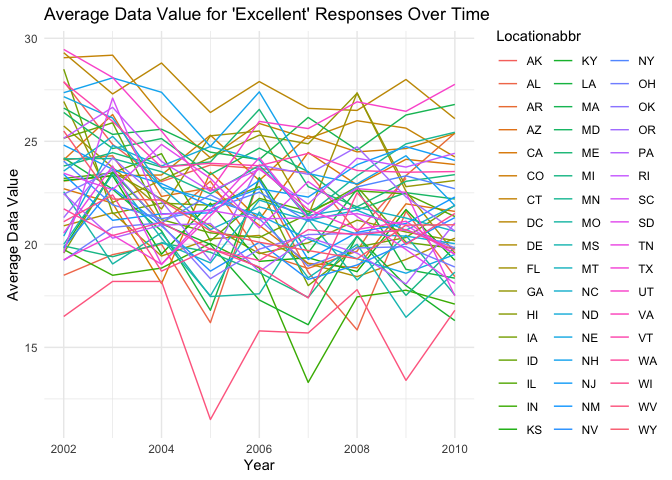 Average Data Value for 'Excellent' Responses Over Time
30
25
20
15
Average Data Value
2002
2004
2006
2008
2010
Year
Locationabbr
AK KY NY
AL LA OH
AR MA OK
AZ MD OR
CA ME PA
CO MI RI
CT MN SC
DC MO SD
DE MS TN
FL MT TX
GA NC UT
HI ND VA
IA NE VT
ID NH WA
IL NJ WI
IN NM WV
KS NV WY